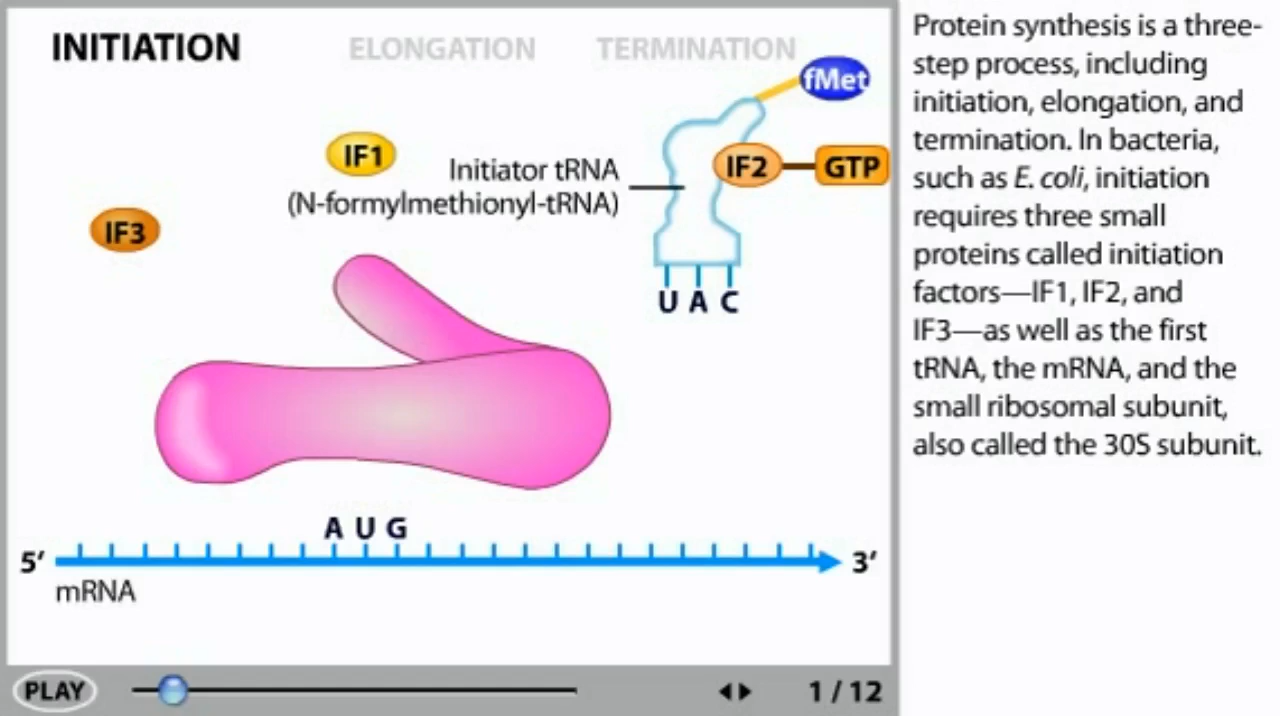 INITIATION ELONGATION TERMINATION
fMet
IF1
Initiator tRNA
(N-formylmethionyl-tRNA)
IF2 GTP
IF3
U A C
A U G
5′ 3′
mRNA
PLAY 1 / 12
Protein synthesis is a three-
step process, including
initiation, elongation, and
termination. In bacteria,
such as E. coli, initiation
requires three small
proteins called initiation
factors—IF1, IF2, and
IF3—as well as the first
tRNA, the mRNA, and the
small ribosomal subunit,
also called the 30S subunit.